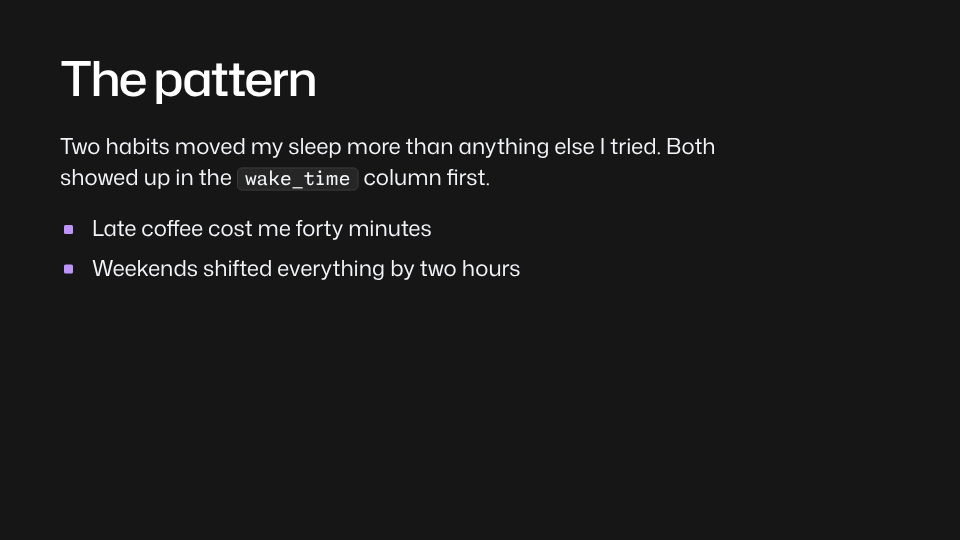 The pattern
Two habits moved my sleep more than anything else I tried. Both
showed up in the wake_time column first.
Late coffee cost me forty minutes
Weekends shifted everything by two hours